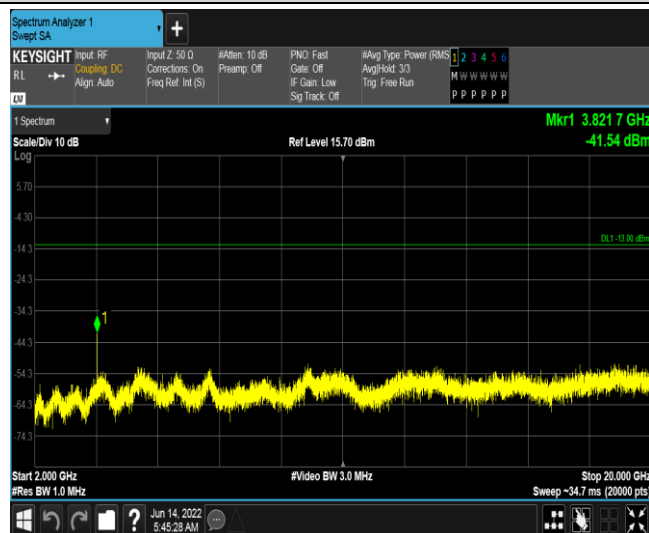 Spectrum Analyzer 1
Swept SA
+
KEYSIGHT Input: RF Input Z: 50 Ω #Atten: 10 dB PNO: Fast #Avg Type: Power (RMS 1 2 3 4 5 6
RL Coupling: DC Corrections: On Preamp: Off Gate: Off Avg|Hold: 3/3 M W W W W W
Align: Auto Freq Ref: Int (S) IF Gain: Low Trig: Free Run
Sig Track: Off P P P P P P
LXI
1 Spectrum Mkr1 3.821 7 GHz
Scale/Div 10 dB Ref Level 15.70 dBm -41.54 dBm
Log
5.70
-4.30
DL1 -13.00 dBm
-14.3
-24.3
-34.3
1
-44.3
-54.3
-64.3
-74.3
Start 2.000 GHz #Video BW 3.0 MHz Stop 20.000 GHz
#Res BW 1.0 MHz Sweep ~34.7 ms (20000 pts)
? Jun 14, 2022
5:45:28 AM